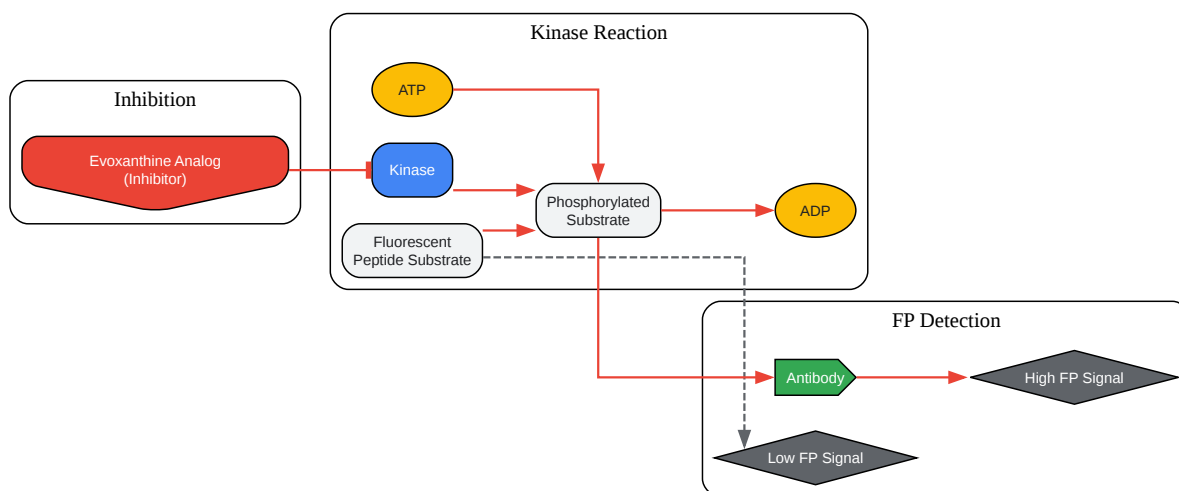 Kinase Reaction
Inhibition
ATP
Evoxanthine Analog
(Inhibitor)
Kinase
Phosphorylated
Substrate
ADP
Fluorescent
Peptide Substrate
FP Detection
Antibody
High FP Signal
Low FP Signal